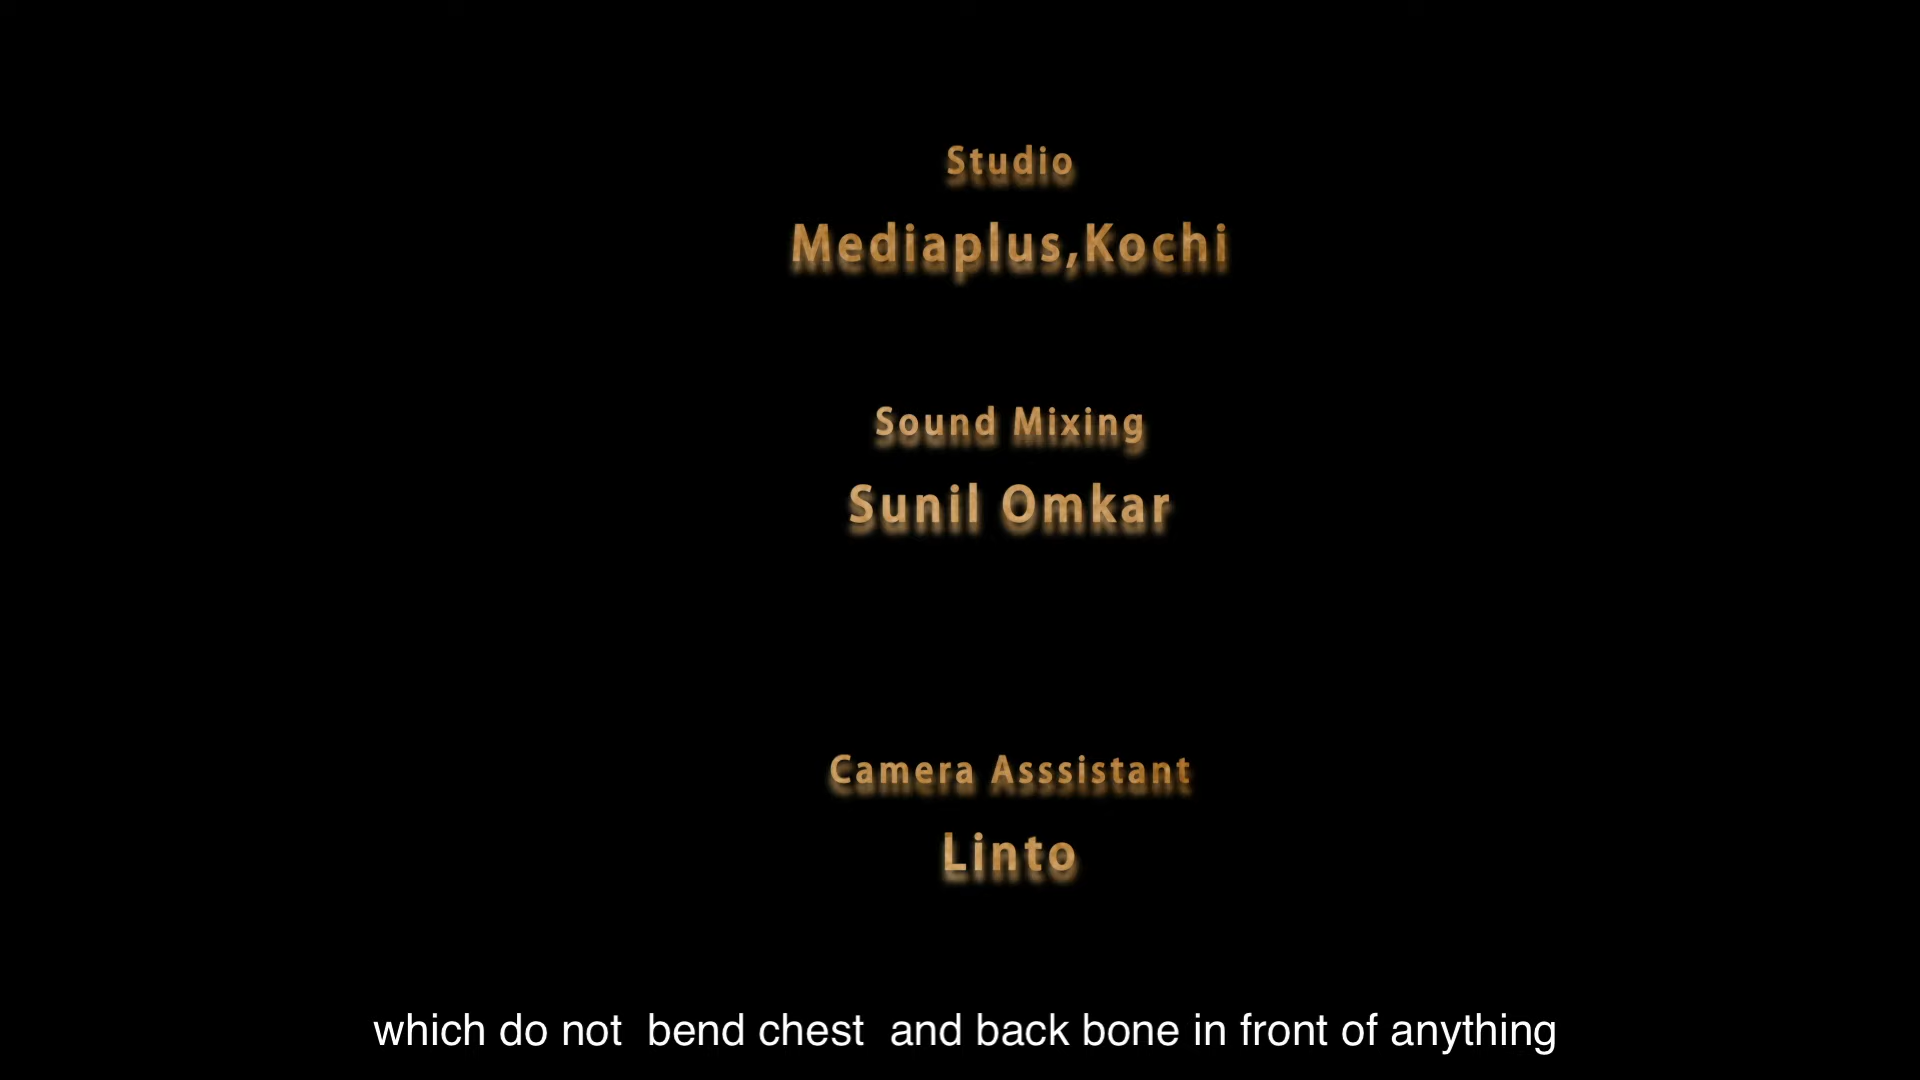 Studio
Mediaplus,Kochi
Sound Mixing
Sunil Omkar
Camera Asssistant
Linto
which do not  bend chest  and back bone in front of anything